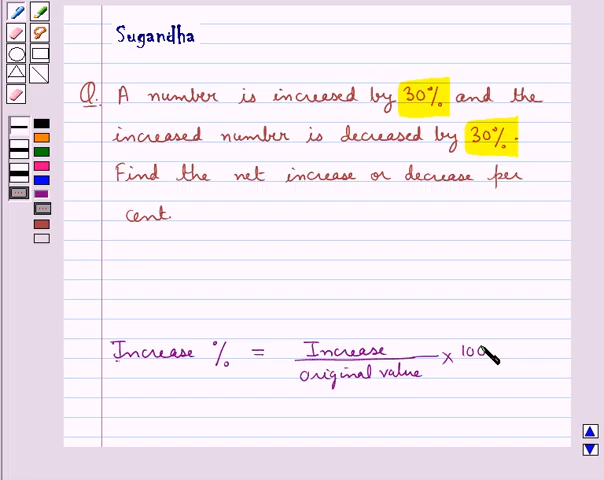 Sugandha
Q. A number is increased by 30% and the
increased number is decreased by 30%.
Find the net increase or decrease per
cent.
Increase % = Increase / original value × 100